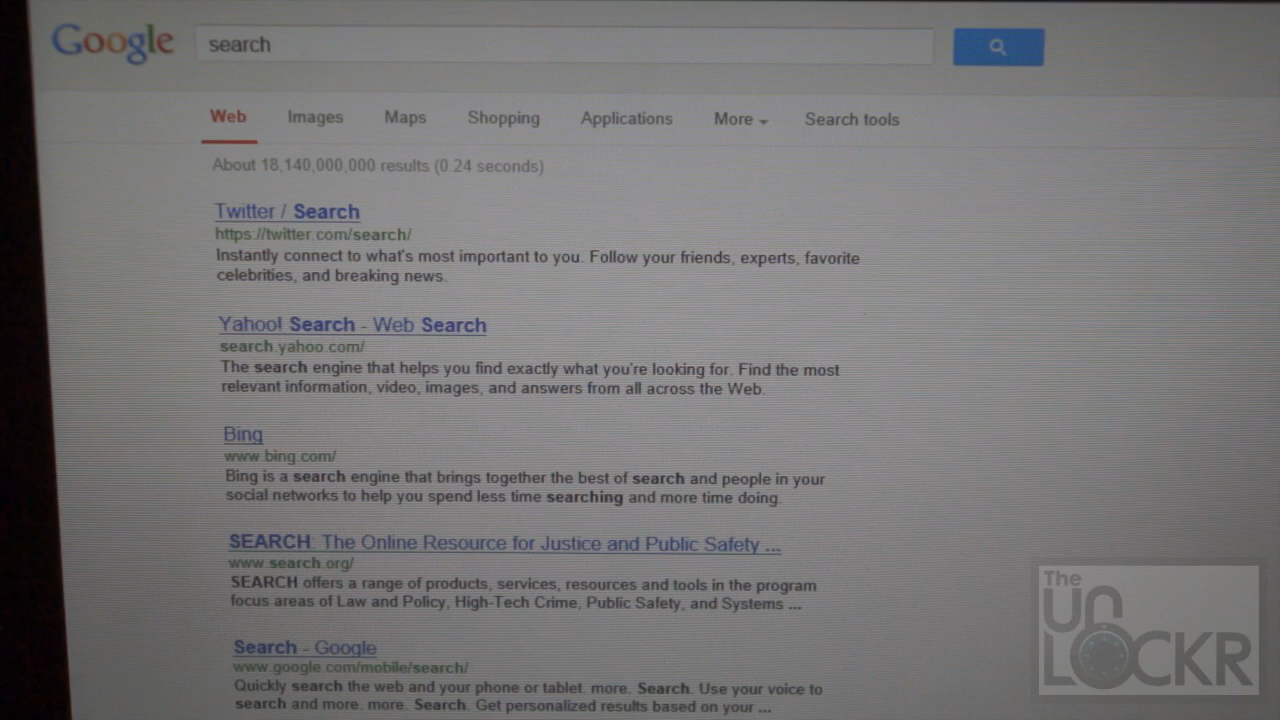 Google
search
Web Images Maps Shopping Applications More Search tools
About 18,140,000,000 results (0.24 seconds)
Twitter / Search
https://twitter.com/search/
Instantly connect to what's most important to you. Follow your friends, experts, favorite
celebrities, and breaking news.
Yahoo! Search - Web Search
search.yahoo.com/
The search engine that helps you find exactly what you're looking for. Find the most
relevant information, video, images, and answers from all across the Web.
Bing
www.bing.com/
Bing is a search engine that brings together the best of search and people in your
social networks to help you spend less time searching and more time doing.
SEARCH: The Online Resource for Justice and Public Safety ...
www.search.org/
SEARCH offers a range of products, services, resources and tools in the program
focus areas of Law and Policy, High-Tech Crime, Public Safety, and Systems ...
Search - Google
www.google.com/mobile/search/
Quickly search the web and your phone or tablet. more. Search. Use your voice to
search and more. more. Search. Get personalized results based on your ...
The
UN
LOCKR